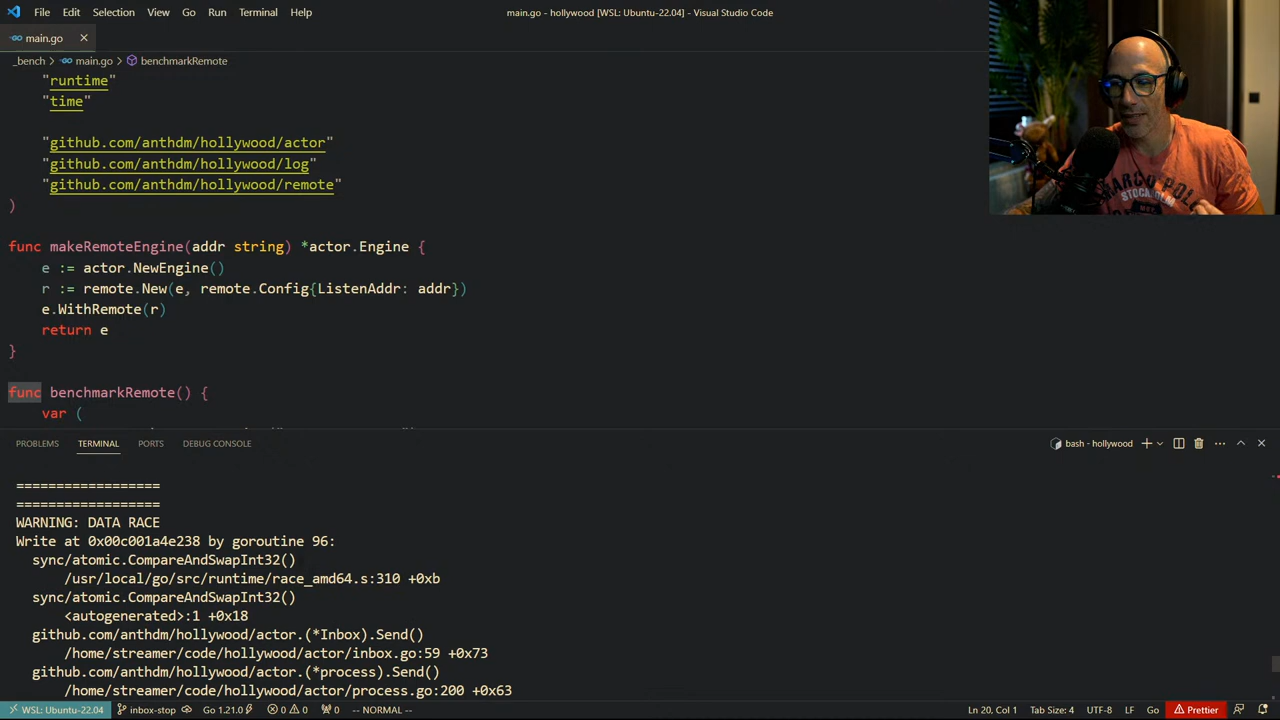 File Edit Selection View Go Run Terminal Help
main.go - hollywood [WSL: Ubuntu-22.04] - Visual Studio Code
main.go
_bench > main.go > benchmarkRemote
"runtime"
"time"
"github.com/anthdm/hollywood/actor"
"github.com/anthdm/hollywood/log"
"github.com/anthdm/hollywood/remote"
)
func makeRemoteEngine(addr string) *actor.Engine {
e := actor.NewEngine()
r := remote.New(e, remote.Config{ListenAddr: addr})
e.WithRemote(r)
return e
}
func benchmarkRemote() {
var (
PROBLEMS TERMINAL PORTS DEBUG CONSOLE
bash - hollywood
==================
==================
WARNING: DATA RACE
Write at 0x00c001a4e238 by goroutine 96:
sync/atomic.CompareAndSwapInt32()
/usr/local/go/src/runtime/race_amd64.s:310 +0xb
sync/atomic.CompareAndSwapInt32()
<autogenerated>:1 +0x18
github.com/anthdm/hollywood/actor.(*Inbox).Send()
/home/streamer/code/hollywood/actor/inbox.go:59 +0x73
github.com/anthdm/hollywood/actor.(*process).Send()
/home/streamer/code/hollywood/actor/process.go:200 +0x63
WSL: Ubuntu-22.04 inbox-stop Go 1.21.0 0 0 0 -- NORMAL -- Ln 20, Col 1 Tab Size: 4 UTF-8 LF Go Prettier
MARCO POLO
STOCKHOLM